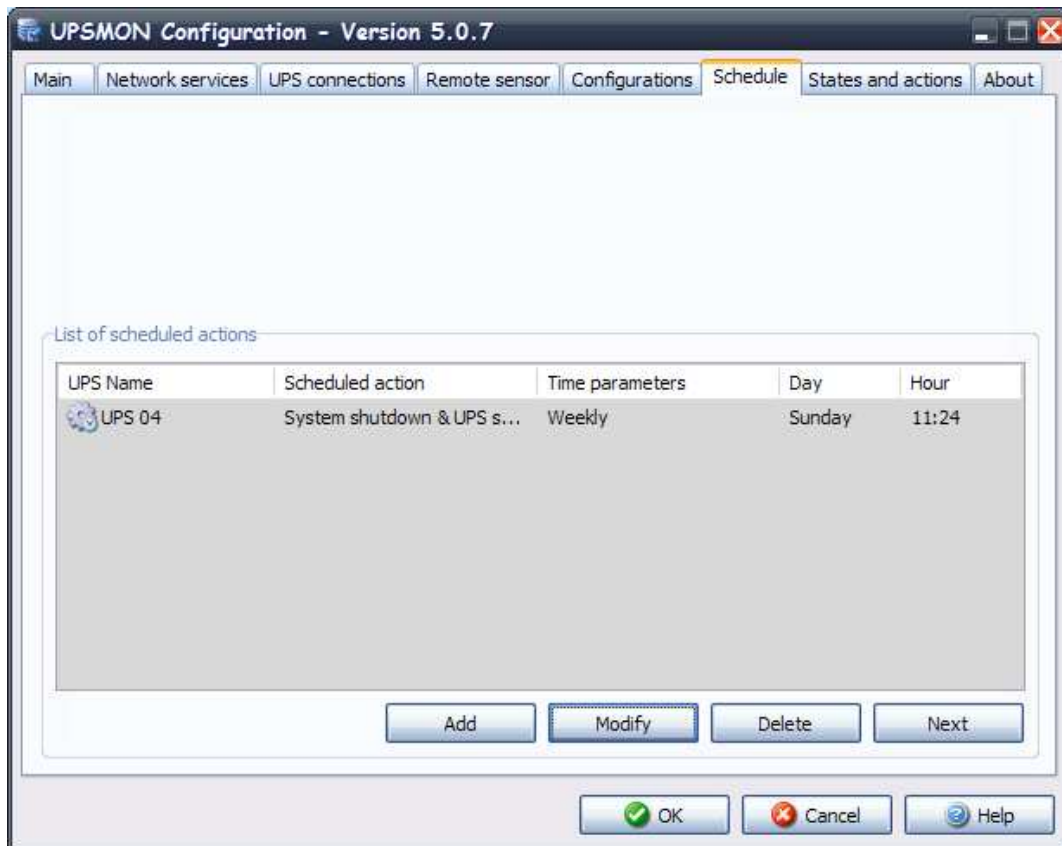 UPSMON Configuration - Version 5.0.7
Main Network services UPS connections Remote sensor Configurations Schedule States and actions About
List of scheduled actions
UPS Name Scheduled action Time parameters Day Hour
UPS 04 System shutdown & UPS s... Weekly Sunday 11:24
Add Modify Delete Next
OK Cancel Help